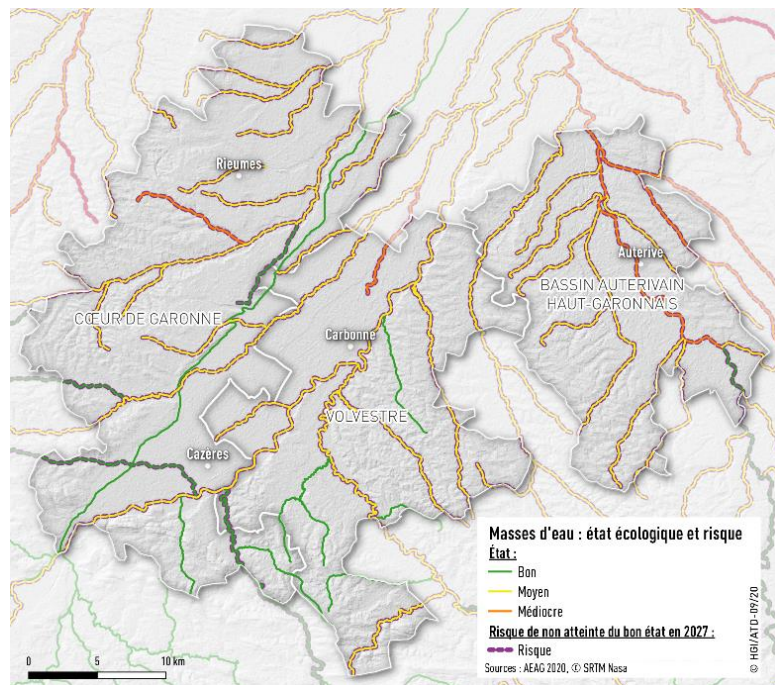 Rieumes
Auterive
BASSIN AUTERIVAIN
HAUT-GARONNAIS
CŒUR DE GARONNE
Carbonne
VOLVESTRE
Cazères
Masses d'eau : état écologique et risque
État :
Bon
Moyen
Médiocre
Risque de non atteinte du bon état en 2027 :
Risque
Sources : AEAG 2020, © SRTM Nasa
© HGI/ATD-09/20
0 5 10 km